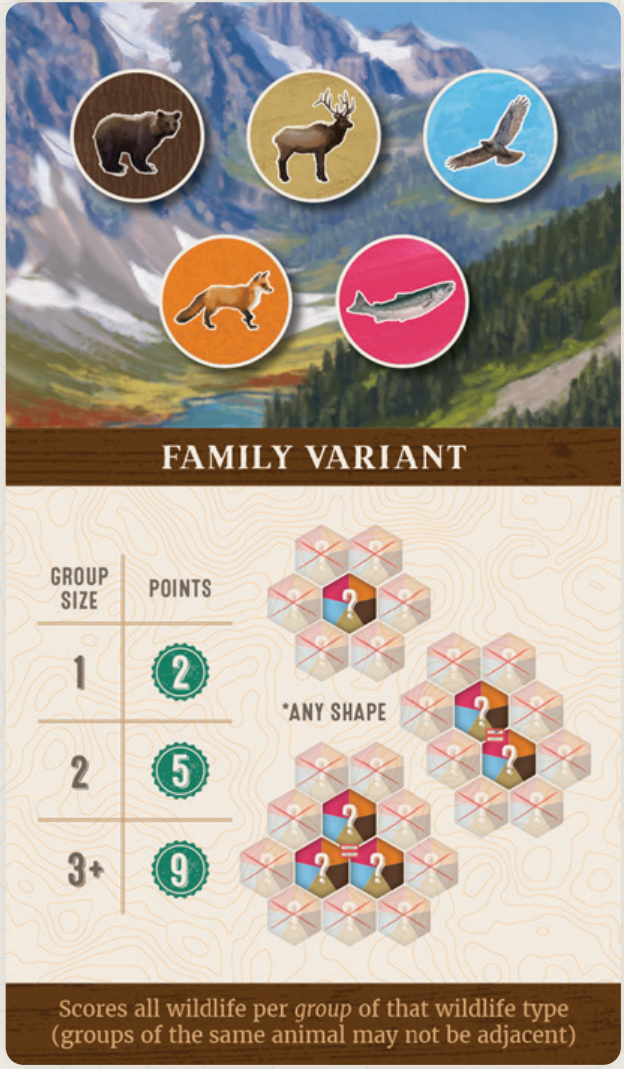 FAMILY VARIANT
GROUP
SIZE
POINTS
1
2
2
5
3+
9
?
*ANY SHAPE
?
=
?
?
=
?
?
Scores all wildlife per group of that wildlife type
(groups of the same animal may not be adjacent)